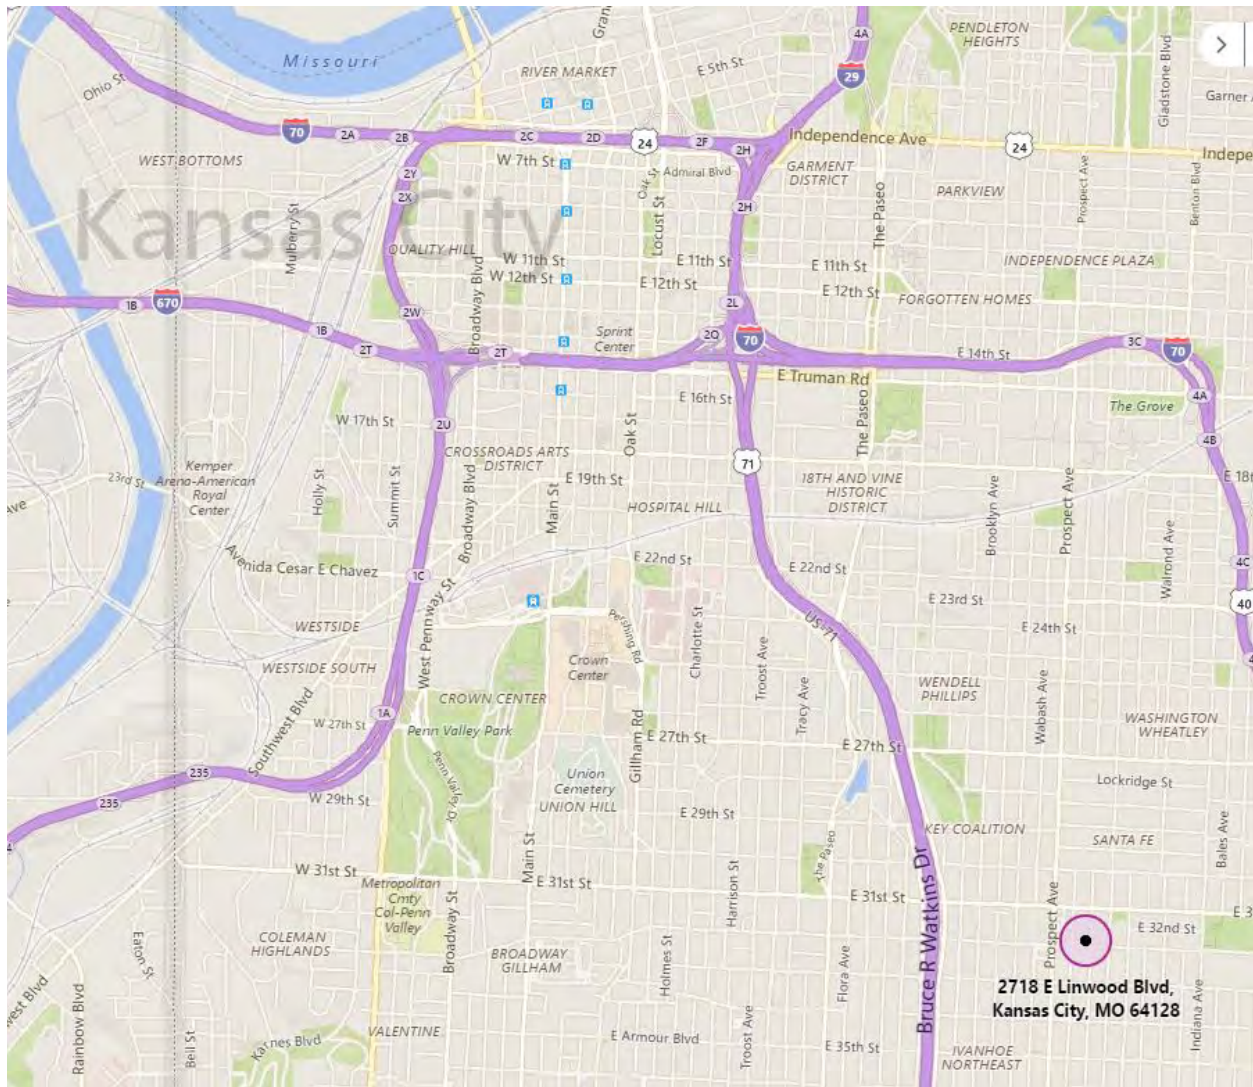 4A
PENDLETON
HEIGHTS
Gladstone Blvd
Missouri
Gran
RIVER MARKET
E 5th St
29
Ohio St
Garner
70
2A
2B
2C
2D
24
2F
2H
Independence Ave
24
Indepe
WEST BOTTOMS
W 7th St
Oak St
Admiral Blvd
GARMENT
DISTRICT
PARKVIEW
Prospect Ave
Benton Blvd
2Y
2X
2H
Kansas City
Mulberry St
QUALITY HILL
Locust St
The Paseo
W 11th St
E 11th St
E 11th St
INDEPENDENCE PLAZA
W 12th St
E 12th St
E 12th St
FORGOTTEN HOMES
Broadway Blvd
1B
670
2W
2L
1B
2T
2T
Sprint
Center
2Q
70
E 14th St
3C
70
E Truman Rd
4A
W 17th St
2U
E 16th St
Oak St
The Paseo
The Grove
4B
CROSSROADS ARTS
DISTRICT
71
Kemper
Arena-American
Royal
Center
23rd St
Ave
Holly St
Summit St
Broadway Blvd
Main St
E 19th St
HOSPITAL HILL
18TH AND VINE
HISTORIC
DISTRICT
Brooklyn Ave
Prospect Ave
E 18t
Walrond Ave
Avenida Cesar E Chavez
1C
E 22nd St
E 22nd St
4C
40
E 23rd St
E 24th St
WESTSIDE
West Pennway St
Pershing Rd
Charlotte St
US-71
WESTSIDE SOUTH
Crown
Center
Troost Ave
Tracy Ave
WENDELL
PHILLIPS
Wabash Ave
4
CROWN CENTER
Southwest Blvd
W 27th St
1A
Penn Valley Park
Gillham Rd
E 27th St
E 27th St
WASHINGTON
WHEATLEY
235
235
Penn Valley Dr
Union
Cemetery
UNION HILL
Lockridge St
W 29th St
E 29th St
KEY COALITION
SANTA FE
Bales Ave
Main St
The Paseo
W 31st St
E 31st St
E 31st St
E 3
Metropolitan
Cmty
Col-Penn
Valley
Harrison St
Bruce R Watkins Dr
Prospect Ave
E 32nd St
COLEMAN
HIGHLANDS
Eaton St
Broadway St
BROADWAY
GILLHAM
Holmes St
Flora Ave
2718 E Linwood Blvd,
Kansas City, MO 64128
west Blvd
Rainbow Blvd
Bell St
Karnes Blvd
VALENTINE
E Armour Blvd
Troost Ave
E 35th St
IVANHOE
NORTHEAST
Indiana Ave